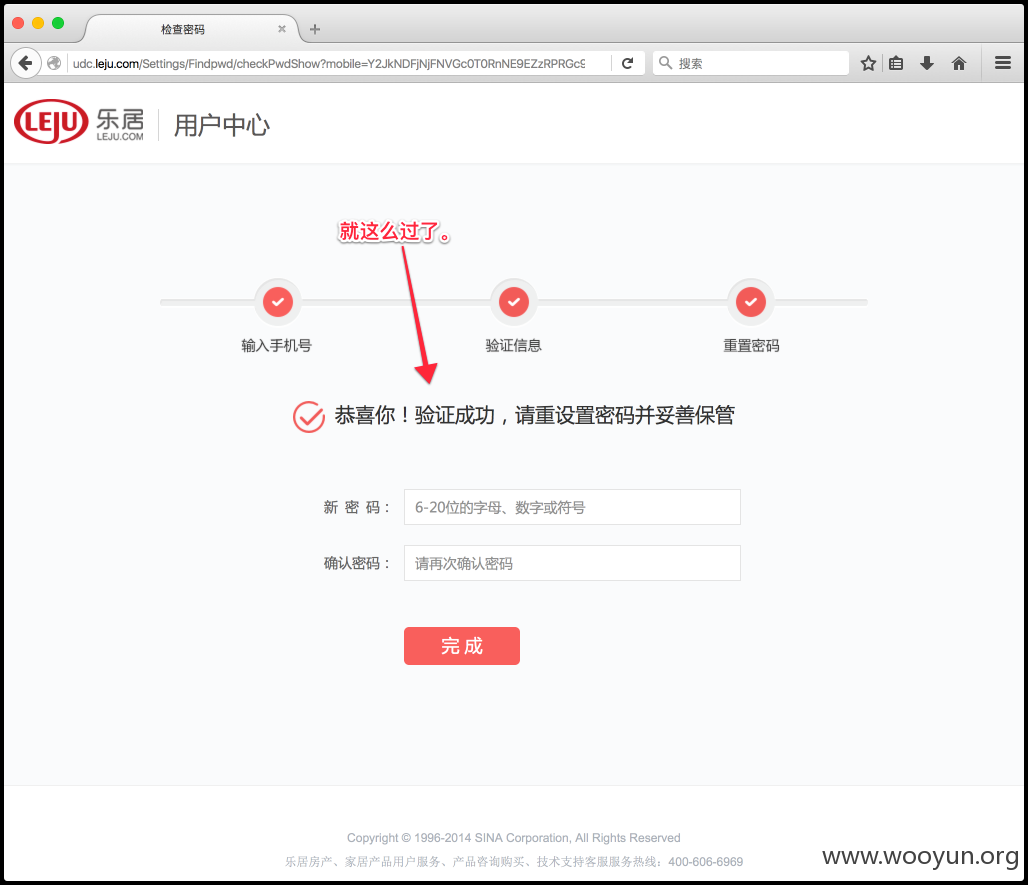 检查密码
udc.leju.com/Settings/Findpwd/checkPwdShow?mobile=Y2JkNDFjNjFNVGc0T0RnNE9EZzRPRGc9
搜索
LEJU 乐居 LEJU.COM 用户中心
就这么过了。
输入手机号 验证信息 重置密码
恭喜你！验证成功，请重设置密码并妥善保管
新 密 码： 6-20位的字母、数字或符号
确认密码： 请再次确认密码
完 成
Copyright © 1996-2014 SINA Corporation, All Rights Reserved
乐居房产、家居产品用户服务、产品咨询购买、技术支持客服服务热线：400-606-6969
www.wooyun.org